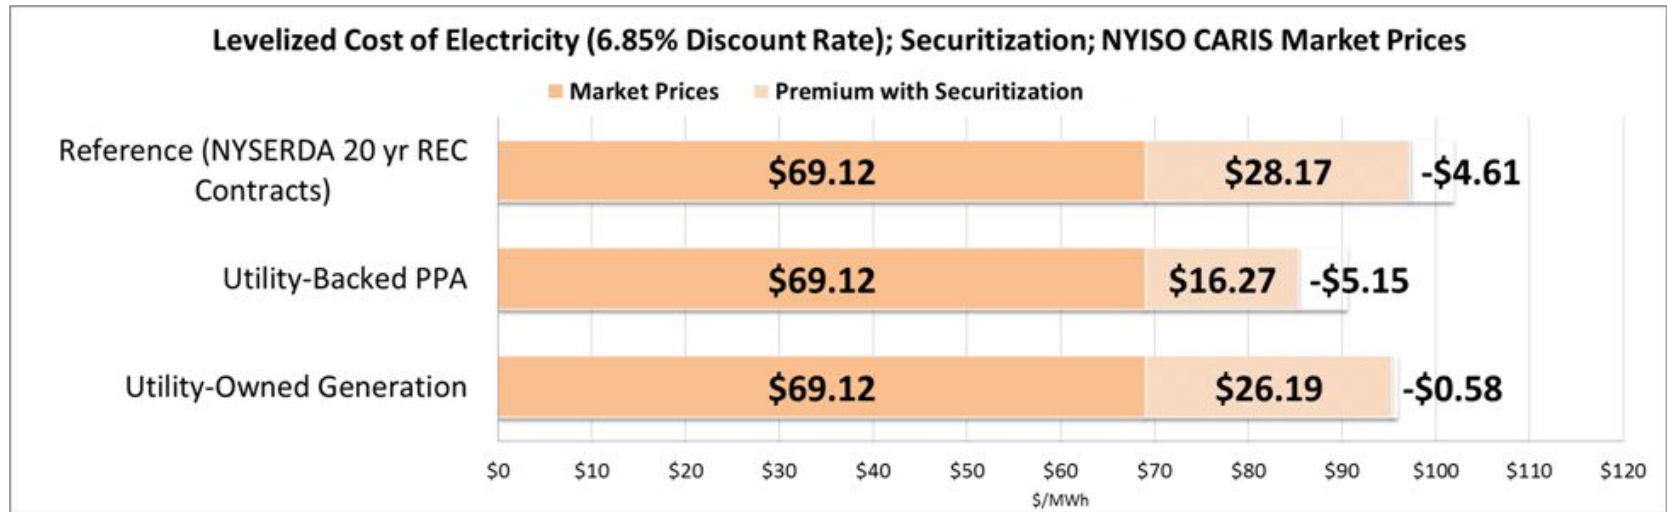 Levelized Cost of Electricity (6.85% Discount Rate); Securitization; NYISO CARIS Market Prices
Market Prices Premium with Securitization
Reference (NYSERDA 20 yr REC
Contracts)
$69.12 $28.17 -$4.61
Utility-Backed PPA $69.12 $16.27 -$5.15
Utility-Owned Generation $69.12 $26.19 -$0.58
$0 $10 $20 $30 $40 $50 $60 $70 $80 $90 $100 $110 $120
$/MWh